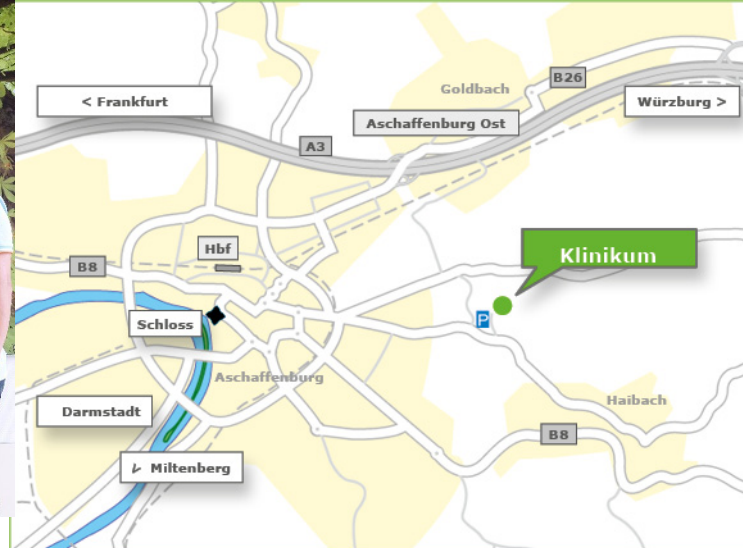 Goldbach
B26
< Frankfurt
Würzburg >
Aschaffenburg Ost
A3
Hbf
Klinikum
B8
P
Schloss
Aschaffenburg
Haibach
Darmstadt
B8
< Miltenberg